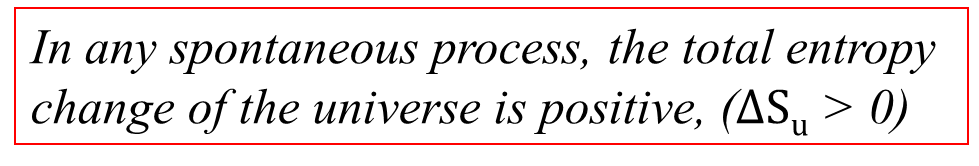 In any spontaneous process, the total entropy
change of the universe is positive, (ΔSᵤ > 0)